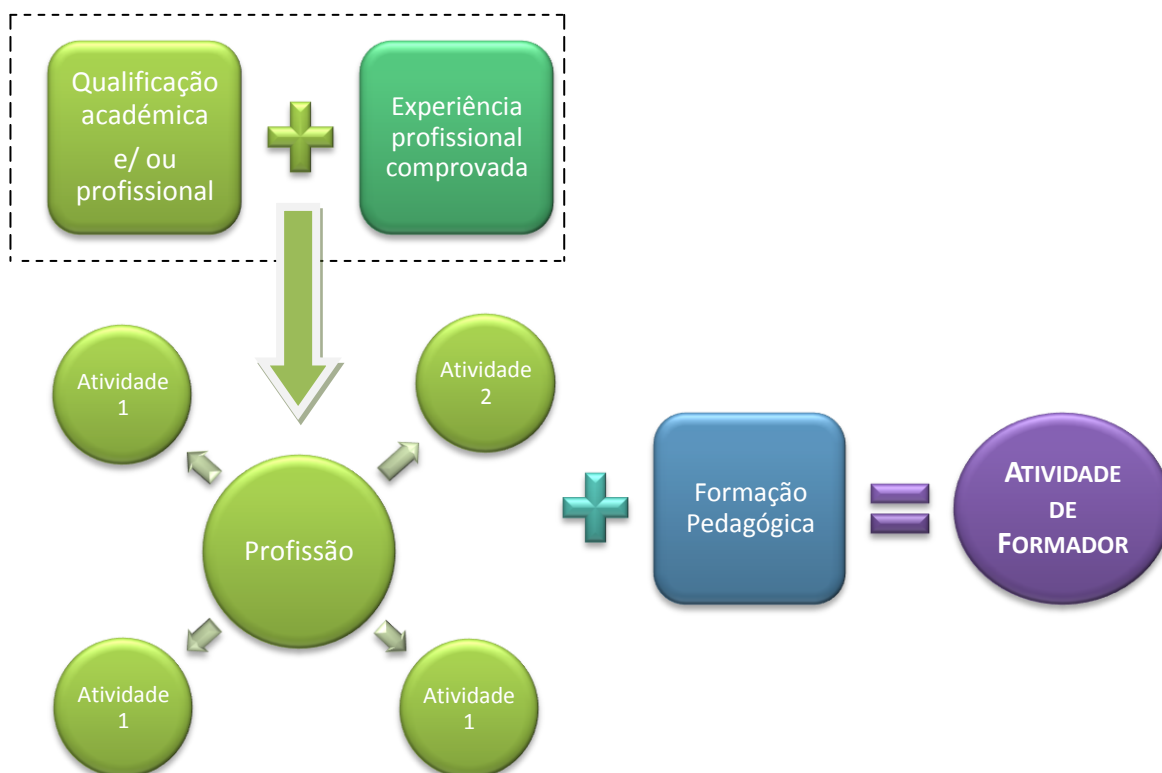 Qualificação
académica
e/ ou
profissional
Experiência
profissional
comprovada
Atividade
1
Atividade
2
Profissão
Atividade
1
Atividade
1
Formação
Pedagógica
ATIVIDADE
DE
FORMADOR